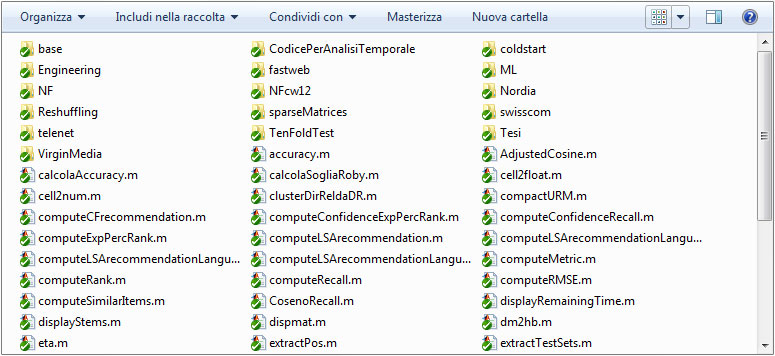 Organizza Includi nella raccolta Condividi con Masterizza Nuova cartella
base CodicePerAnalisiTemporale coldstart
Engineering fastweb ML
NF NFcw12 Nordia
Reshuffling sparseMatrices swisscom
telenet TenFoldTest Tesi
VirginMedia accuracy.m AdjustedCosine.m
calcolaAccuracy.m calcolaSogliaRoby.m cell2float.m
cell2num.m clusterDirReldaDR.m compactURM.m
computeCFrecommendation.m computeConfidenceExpPercRank.m computeConfidenceRecall.m
computeExpPercRank.m computeLSArecommendation.m computeLSArecommendationLangu...
computeLSArecommendationLangu... computeLSArecommendationLangu... computeMetric.m
computeRank.m computeRecall.m computeRMSE.m
computeSimilarItems.m CosenoRecall.m displayRemainingTime.m
displayStems.m dispmat.m dm2hb.m
eta.m extractPos.m extractTestSets.m